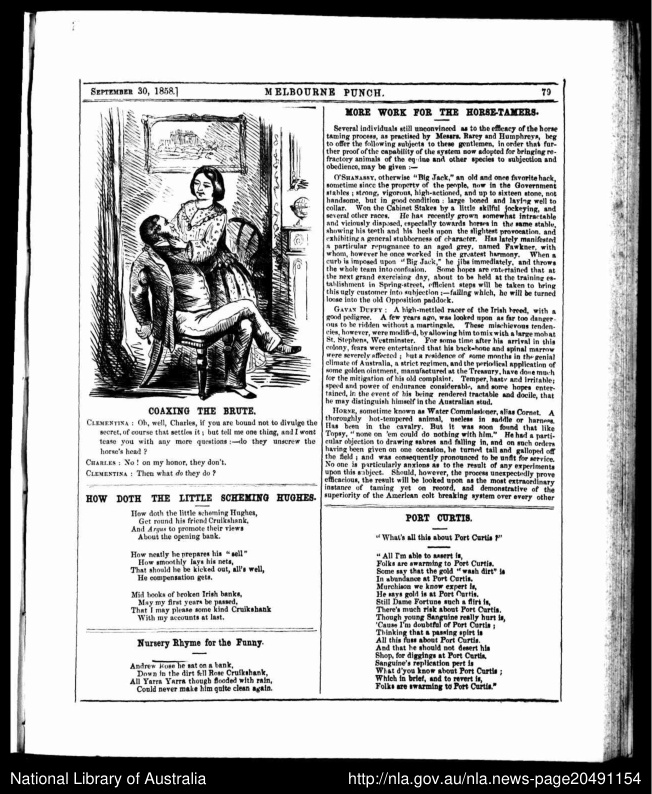 SEPTEMBER 30, 1858.]
MELBOURNE PUNCH.
79
COAXING THE BRUTE.
CLEMENTINA : Oh, well, Charles, if you are bound not to divulge the
secret, of course that settles it ; but tell me one thing, and I wont
tease you with any more questions :—do they unscrew the
horse's head ?
CHARLES : No ! on my honor, they don't.
CLEMENTINA : Then what do they do ?
HOW DOTH THE LITTLE SCHEMING HUGHES.
How doth the little scheming Hughes,
Get round his friend Cruikshank,
And Argus to promote their views
About the opening bank.
How neatly he prepares his "sell"
How smoothly lays his nets,
That should he be kicked out, all's well,
He compensation gets.
Mid books of broken Irish banks,
May my first years be passed,
That I may please some kind Cruikshank
With my accounts at last.
Nursery Rhyme for the Funny.
Andrew Rose he sat on a bank,
Down in the dirt fell Rose Cruikshank,
All Yarra Yarra though flooded with rain,
Could never make him quite clean again.
MORE WORK FOR THE HORSE-TAMERS.
Several individuals still unconvinced as to the efficacy of the horse
taming process, as practised by Messrs. Rarey and Humphreys, beg
to offer the following subjects to these gentlemen, in order that fur-
ther proof of the capability of the system now adopted for bringing re-
fractory animals of the equine and other species to subjection and
obedience, may be given :—
O'SHANASSY, otherwise "Big Jack," an old and once favorite hack,
sometime since the property of the people, now in the Government
stables ; strong, vigorous, high-actioned, and up to sixteen stone, not
handsome, but in good condition ; large boned and laying well to
collar. Won the Cabinet Stakes by a little skilful jockeying, and
several other races. He has recently grown somewhat intractable
and viciously disposed, especially towards horses in the same stable,
showing his teeth and his heels upon the slightest provocation, and
exhibiting a general stubborness of character. Has lately manifested
a particular repugnance to an aged grey, named Fawkner, with
whom, however he once worked in the greatest harmony. When a
curb is imposed upon "Big Jack," he jibs immediately, and throws
the whole team into confusion. Some hopes are entertained that at
the next grand exercising day, about to be held at the training es-
tablishment in Spring-street, efficient steps will be taken to bring
this ugly customer into subjection ;—failing which, he will be turned
loose into the old Opposition paddock.
GAVAN DUFFY : A high-mettled racer of the Irish breed, with a
good pedigree. A few years ago, was looked upon as far too danger-
ous to be ridden without a martingale. These mischievous tenden-
cies, however, were modified, by allowing him to mix with a large mob at
St. Stephens, Westminster. For some time after his arrival in this
colony, fears were entertained that his back-bone and spinal marrow
were severely affected ; but a residence of some months in the genial
climate of Australia, a strict regimen, and the periodical application of
some golden ointment, manufactured at the Treasury, have done much
for the mitigation of his old complaint. Temper, hasty and irritable;
speed and power of endurance considerable, and some hopes enter-
tained, in the event of his being rendered tractable and docile, that
he may distinguish himself in the Australian stud.
HORNE, sometime known as Water Commissioner, alias Cornet. A
thoroughly hot-tempered animal, useless in saddle or harness.
Has been in the cavalry. But it was soon found that like
Topsy, "none on 'em could do nothing with him." He had a parti-
cular objection to drawing sabres and falling in, and on such orders
having been given on one occasion, he turned tail and galloped off
the field ; and was consequently pronounced to be unfit for service.
No one is particularly anxious as to the result of any experiments
upon this subject. Should, however, the process unexpectedly prove
efficacious, the result will be looked upon as the most extraordinary
instance of taming yet on record, and demonstrative of the
superiority of the American colt breaking system over every other
PORT CURTIS.
"What's all this about Port Curtis ?"
"All I'm able to assert is,
Folks are swarming to Port Curtis.
Some say that the gold "wash dirt" is
In abundance at Port Curtis.
Murchison we know expert is,
He says gold is at Port Curtis.
Still Dame Fortune such a flirt is,
There's much risk about Port Curtis.
Though young Sanguine really hurt is,
'Cause I'm doubtful of Port Curtis ;
Thinking that a passing spirt is
All this fuss about Port Curtis.
And that he should not desert his
Shop, for diggings at Port Curtis.
Sanguine's replication pert is
What d'you know about Port Curtis ;
Which in brief, and to revert is,
Folks are swarming to Port Curtis."
National Library of Australia
http://nla.gov.au/nla.news-page20491154